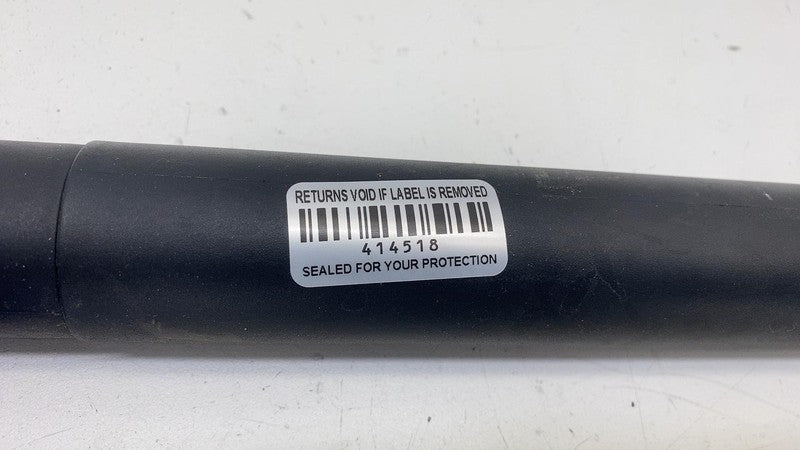 RETURNS VOID IF LABEL IS REMOVED
414518
SEALED FOR YOUR PROTECTION